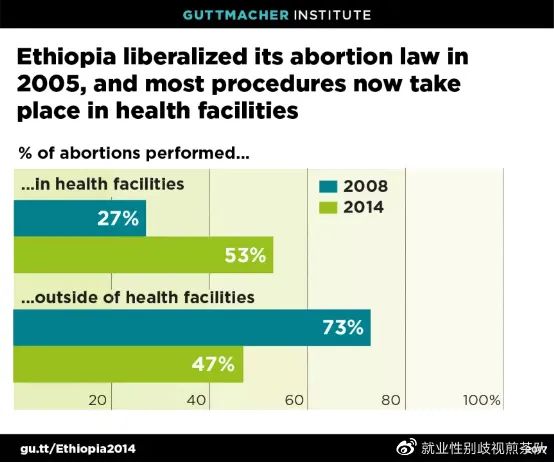 GUTTMACHER INSTITUTE
Ethiopia liberalized its abortion law in
2005, and most procedures now take
place in health facilities
% of abortions performed...
...in health facilities
2008
2014
27%
53%
...outside of health facilities
73%
47%
20 40 60 80 100%
gu.tt/Ethiopia2014
就业性别歧视煎茶队